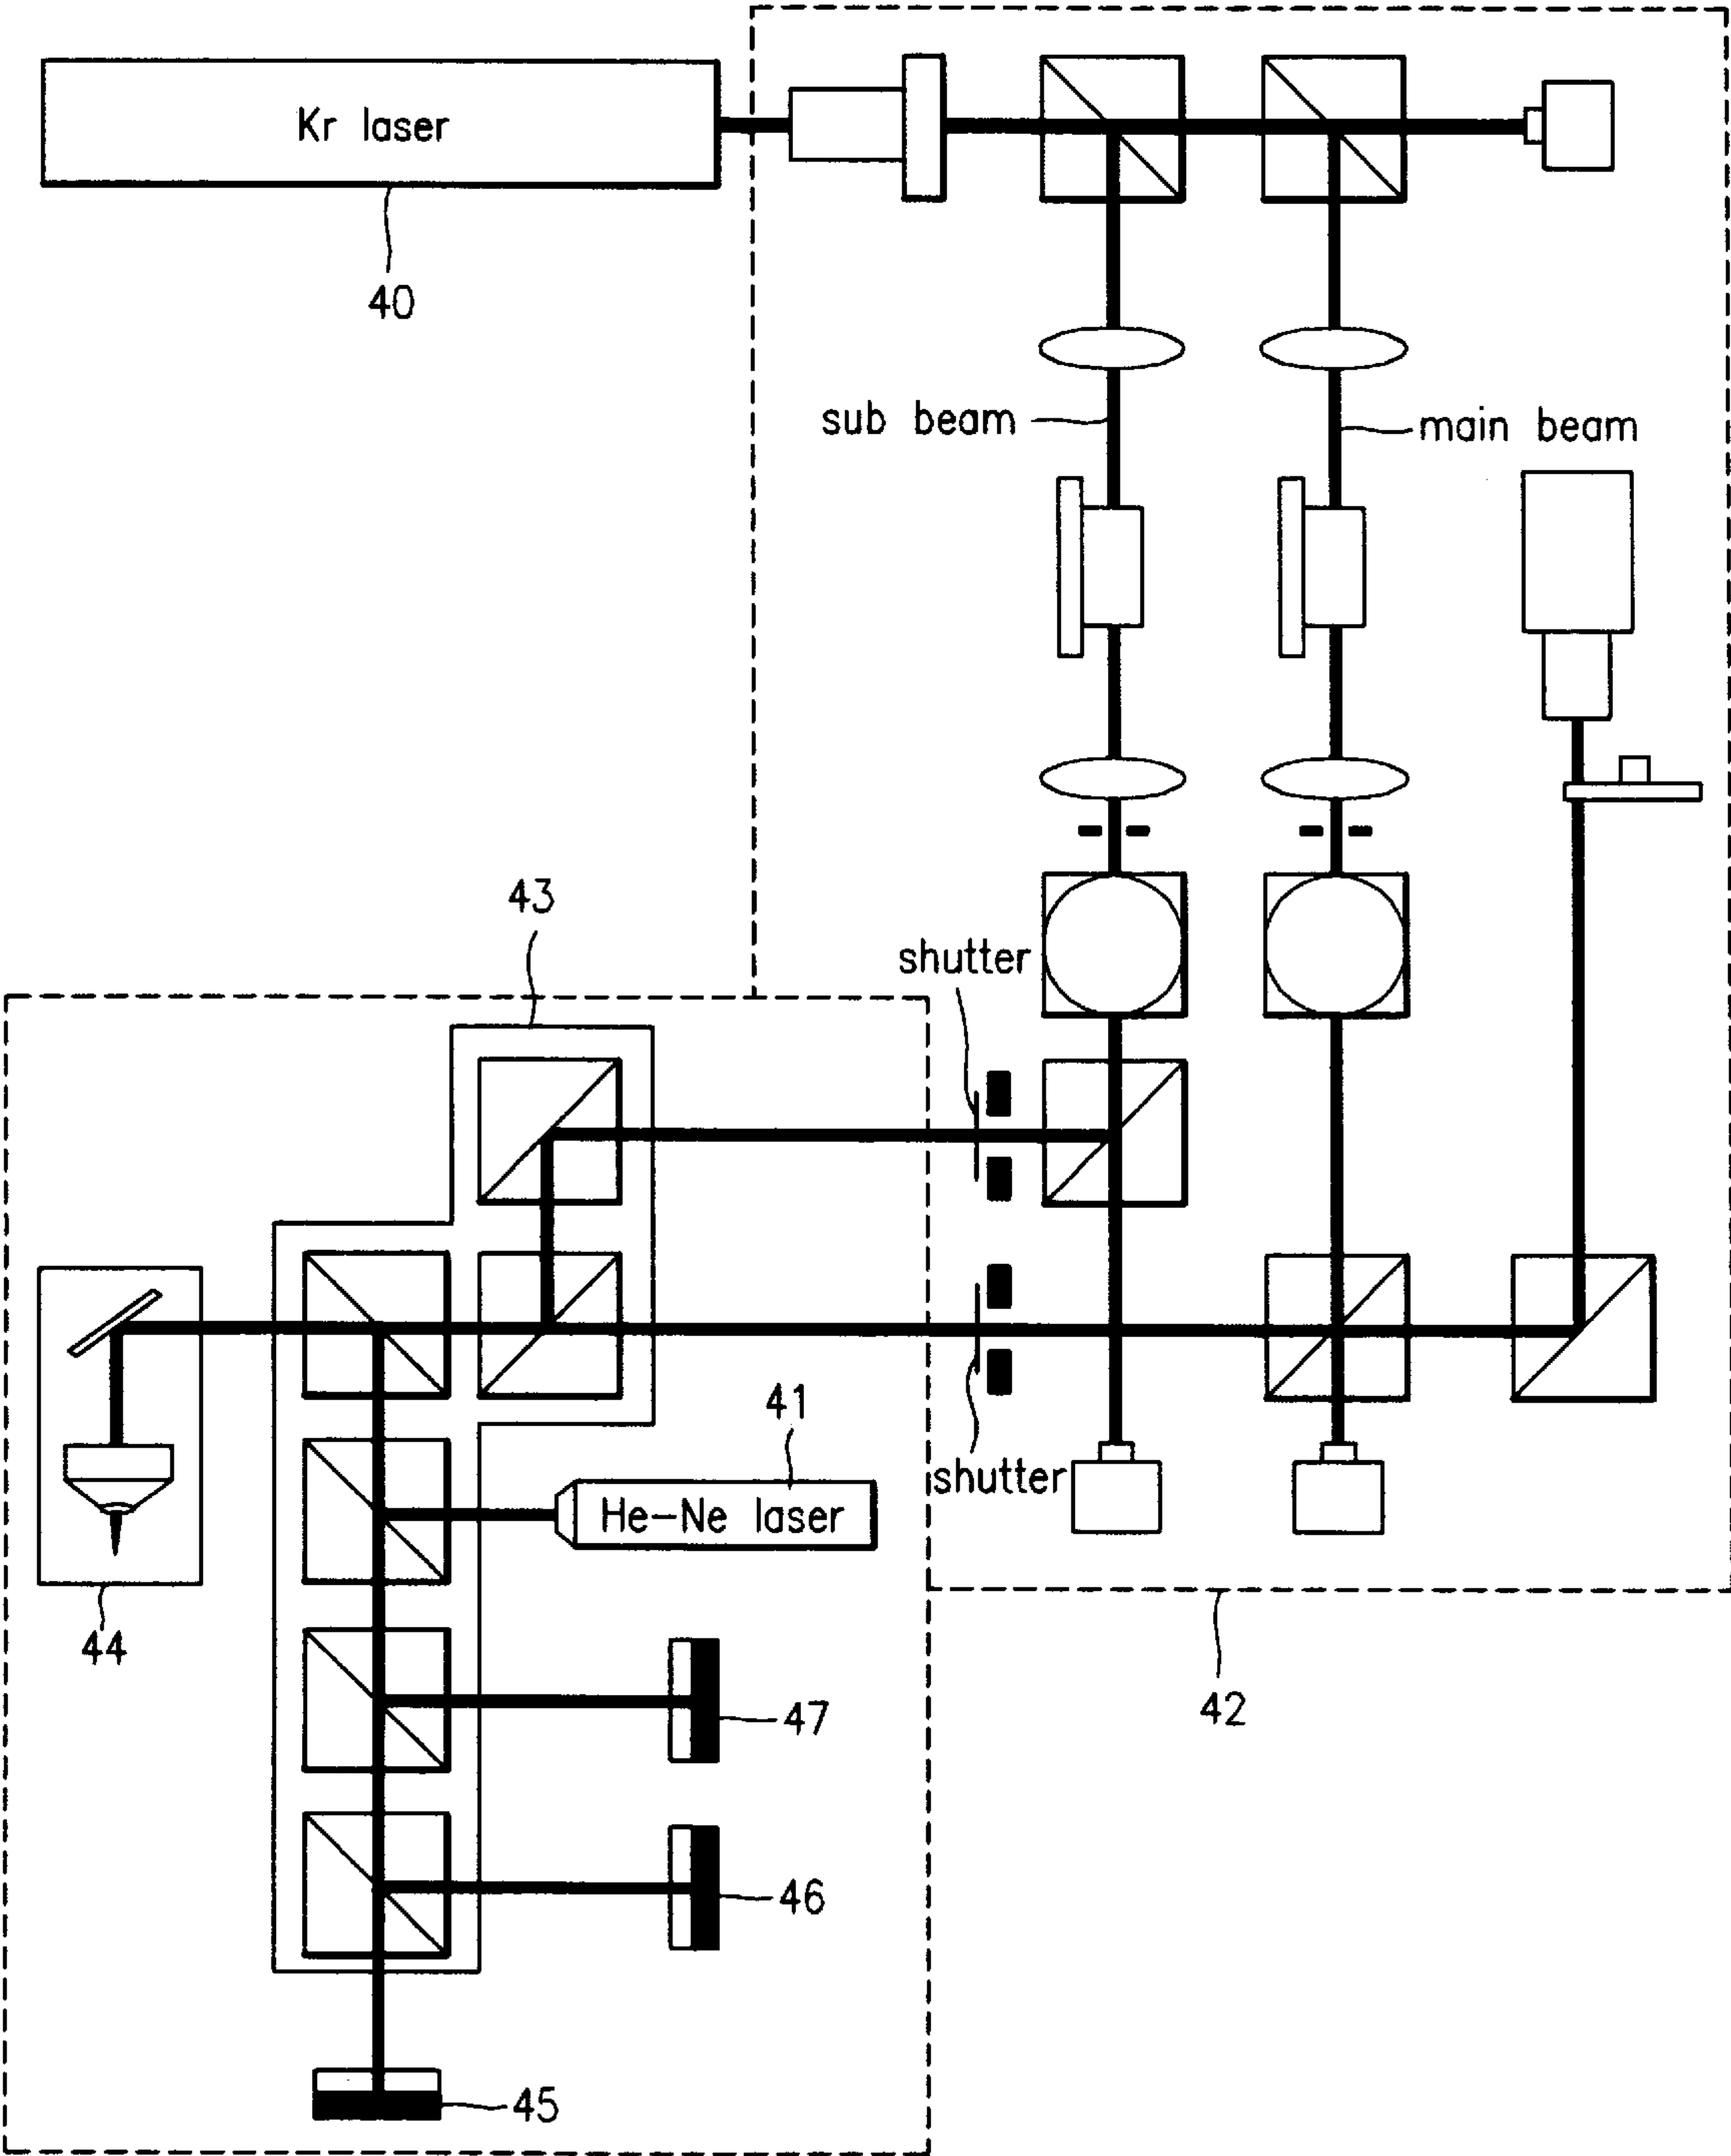 Kr laser
40
sub beam
main beam
43
shutter
41
He-Ne laser
shutter
44
47
42
46
45